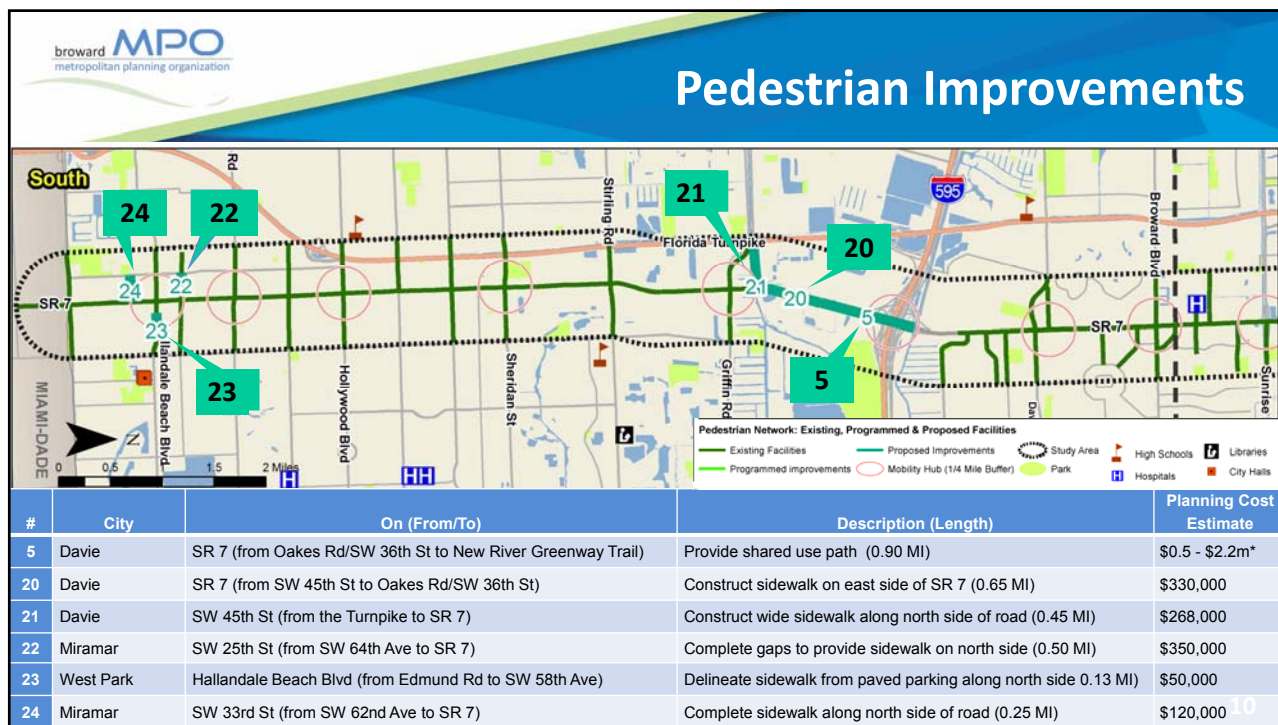 broward MPO
metropolitan planning organization
Pedestrian Improvements
South
Rd
24
22
21
20
5
23
24
22
23
21
20
5
SR 7
SR 7
Stirling Rd
Florida Turnpike
595
Broward Blvd
H
Hollywood Blvd
Sheridan St
Griffin Rd
Sunrise
MIAMI-DADE
N
0 0.5 1.5 2 Miles
H
HH
Pedestrian Network: Existing, Programmed & Proposed Facilities
Existing Facilities
Proposed Improvements
Study Area
High Schools
Libraries
Programmed improvements
Mobility Hub (1/4 Mile Buffer)
Park
H Hospitals
City Halls
# City On (From/To) Description (Length) Planning Cost
Estimate
5 Davie SR 7 (from Oakes Rd/SW 36th St to New River Greenway Trail) Provide shared use path (0.90 MI) $0.5 - $2.2m*
20 Davie SR 7 (from SW 45th St to Oakes Rd/SW 36th St) Construct sidewalk on east side of SR 7 (0.65 MI) $330,000
21 Davie SW 45th St (from the Turnpike to SR 7) Construct wide sidewalk along north side of road (0.45 MI) $268,000
22 Miramar SW 25th St (from SW 64th Ave to SR 7) Complete gaps to provide sidewalk on north side (0.50 MI) $350,000
23 West Park Hallandale Beach Blvd (from Edmund Rd to SW 58th Ave) Delineate sidewalk from paved parking along north side 0.13 MI) $50,000
24 Miramar SW 33rd St (from SW 62nd Ave to SR 7) Complete sidewalk along north side of road (0.25 MI) $120,000
10